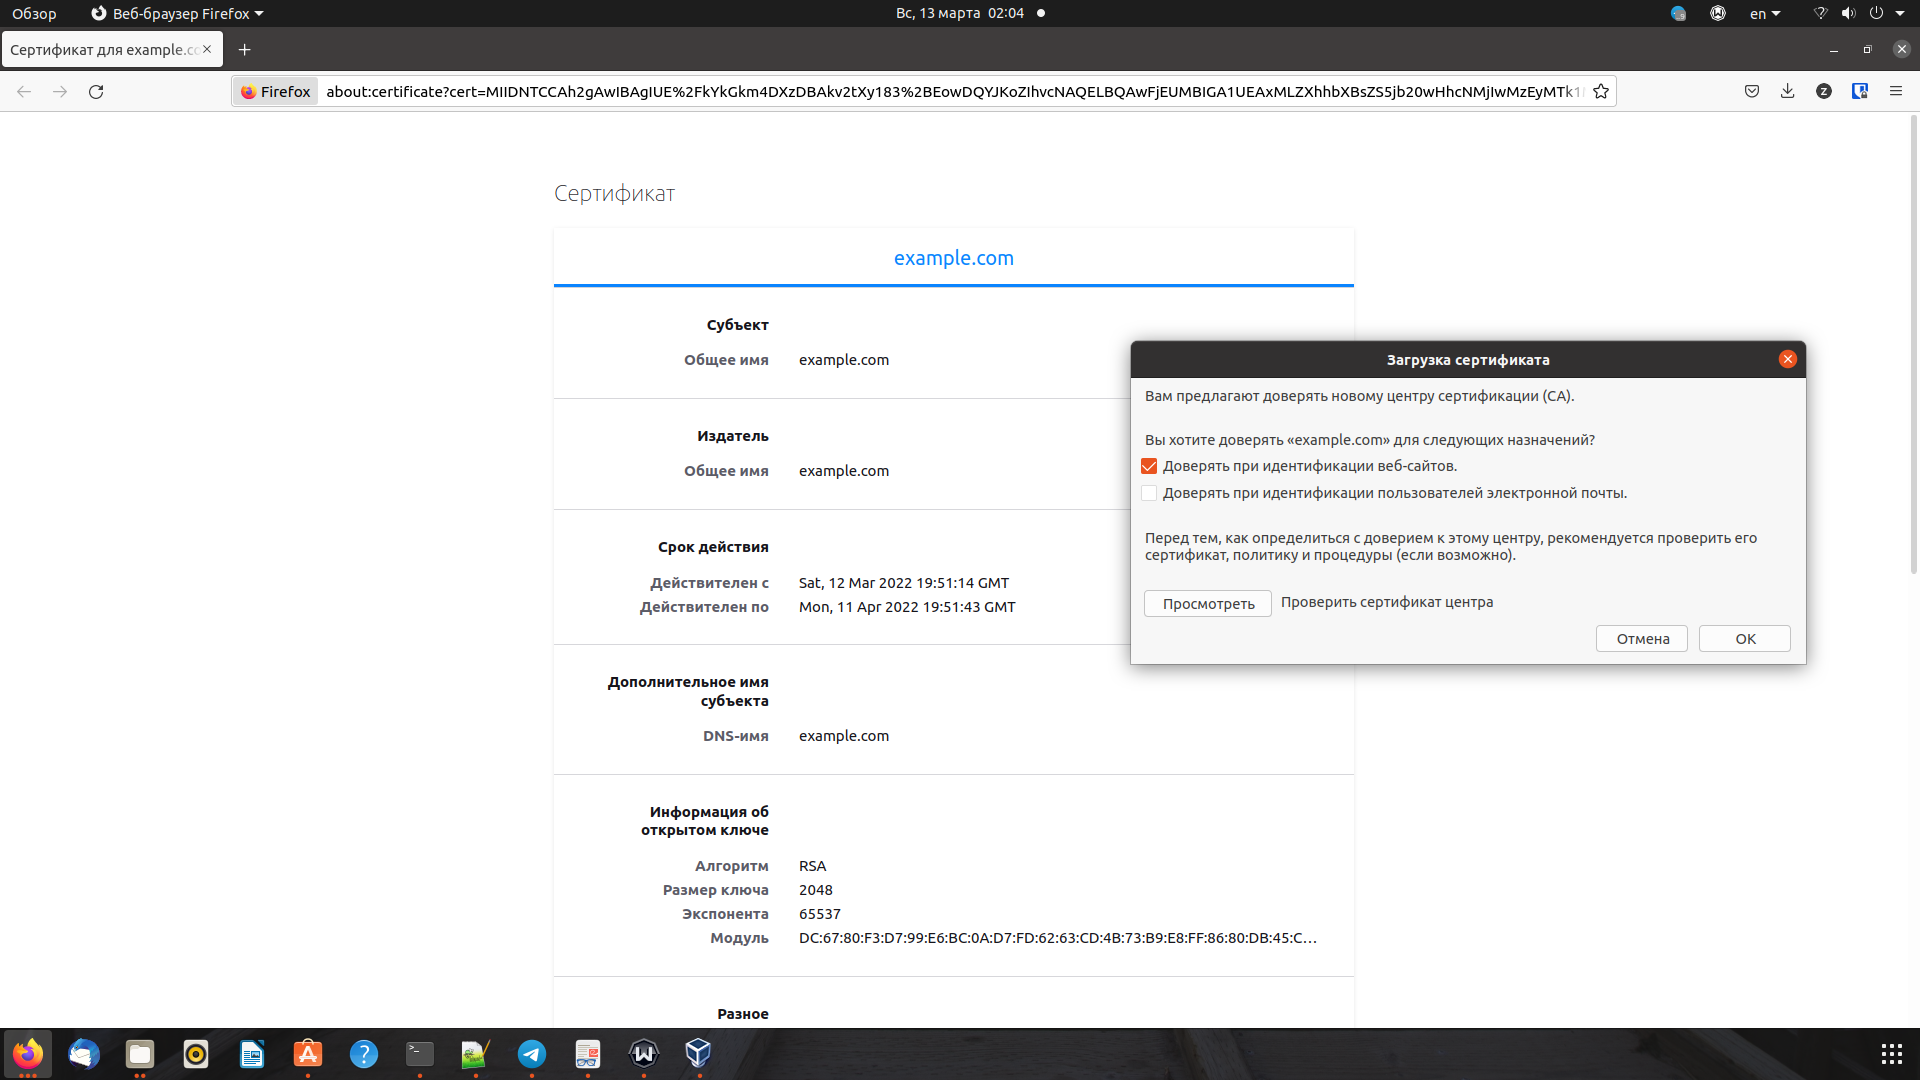 Обзор
Веб-браузер Firefox
Вс, 13 марта 02:04
en
Сертификат для example.co
Firefox
about:certificate?cert=MIIDNTCCAh2gAwIBAgIUE%2FkYkGkm4DXzDBAkv2tXy183%2BEowDQYJKoZIhvcNAQELBQAwFjEUMBIGA1UEAxMLZXhhbXBsZS5jb20wHhcNMjIwMzEyMTk1
Z
Сертификат
example.com
Субъект
Общее имя example.com
Издатель
Общее имя example.com
Срок действия
Действителен с Sat, 12 Mar 2022 19:51:14 GMT
Действителен по Mon, 11 Apr 2022 19:51:43 GMT
Дополнительное имя
субъекта
DNS-имя example.com
Информация об
открытом ключе
Алгоритм RSA
Размер ключа 2048
Экспонента 65537
Модуль DC:67:80:F3:D7:99:E6:BC:0A:D7:FD:62:63:CD:4B:73:B9:E8:FF:86:80:DB:45:C…
Разное
Загрузка сертификата
Вам предлагают доверять новому центру сертификации (CA).
Вы хотите доверять «example.com» для следующих назначений?
Доверять при идентификации веб-сайтов.
Доверять при идентификации пользователей электронной почты.
Перед тем, как определиться с доверием к этому центру, рекомендуется проверить его
сертификат, политику и процедуры (если возможно).
Просмотреть Проверить сертификат центра
Отмена OK